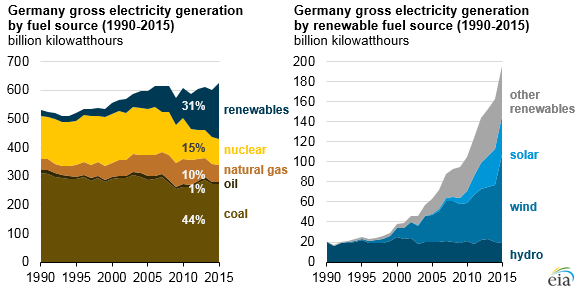 Germany gross electricity generation
by fuel source (1990-2015)
billion kilowatthours
700
600
500
400
300
200
100
0
1990
1995
2000
2005
2010
2015
31%
15%
10%
1%
44%
renewables
nuclear
natural gas
oil
coal
Germany gross electricity generation
by renewable fuel source (1990-2015)
billion kilowatthours
200
180
160
140
120
100
80
60
40
20
0
1990
1995
2000
2005
2010
2015
other
renewables
solar
wind
hydro
eia